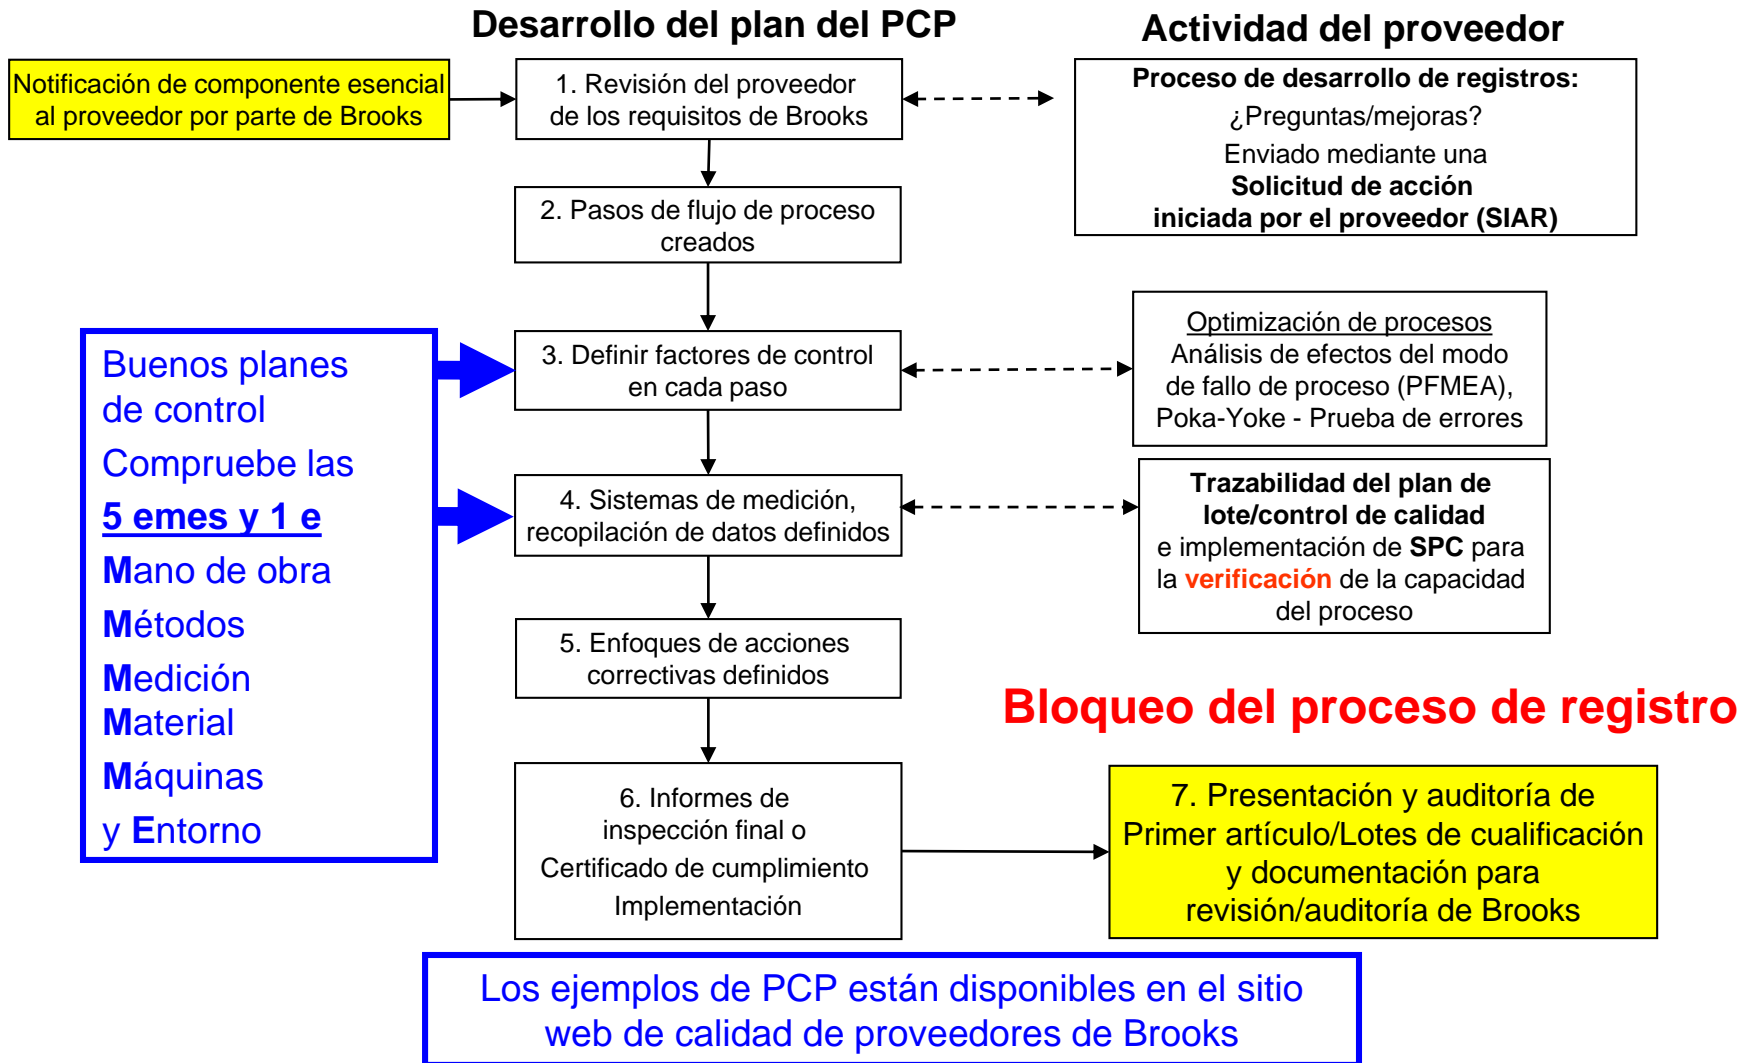 Desarrollo del plan del PCP
Actividad del proveedor
Notificación de componente esencial
al proveedor por parte de Brooks
1. Revisión del proveedor
de los requisitos de Brooks
Proceso de desarrollo de registros:
¿Preguntas/mejoras?
Enviado mediante una
Solicitud de acción
iniciada por el proveedor (SIAR)
2. Pasos de flujo de proceso
creados
Buenos planes
de control
Compruebe las
5 emes y 1 e
Mano de obra
Métodos
Medición
Material
Máquinas
y Entorno
3. Definir factores de control
en cada paso
Optimización de procesos
Análisis de efectos del modo
de fallo de proceso (PFMEA),
Poka-Yoke - Prueba de errores
4. Sistemas de medición,
recopilación de datos definidos
Trazabilidad del plan de
lote/control de calidad
e implementación de SPC para
la verificación de la capacidad
del proceso
5. Enfoques de acciones
correctivas definidos
Bloqueo del proceso de registro
6. Informes de
inspección final o
Certificado de cumplimiento
Implementación
7. Presentación y auditoría de
Primer artículo/Lotes de cualificación
y documentación para
revisión/auditoría de Brooks
Los ejemplos de PCP están disponibles en el sitio
web de calidad de proveedores de Brooks